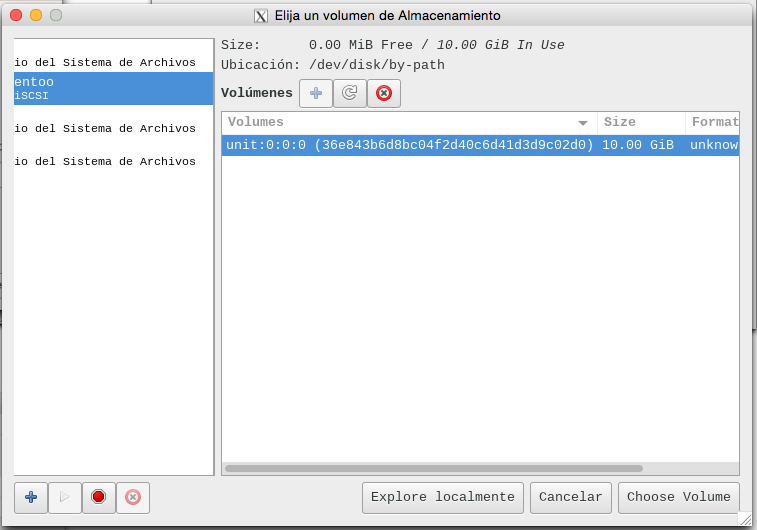 Elija un volumen de Almacenamiento
io del Sistema de Archivos
entoo
iSCSI
io del Sistema de Archivos
io del Sistema de Archivos
Size: 0.00 MiB Free / 10.00 GiB In Use
Ubicación: /dev/disk/by-path
Volúmenes
Volumes Size Format
unit:0:0:0 (36e843b6d8bc04f2d40c6d41d3d9c02d0) 10.00 GiB unknow
Explore localmente Cancelar Choose Volume